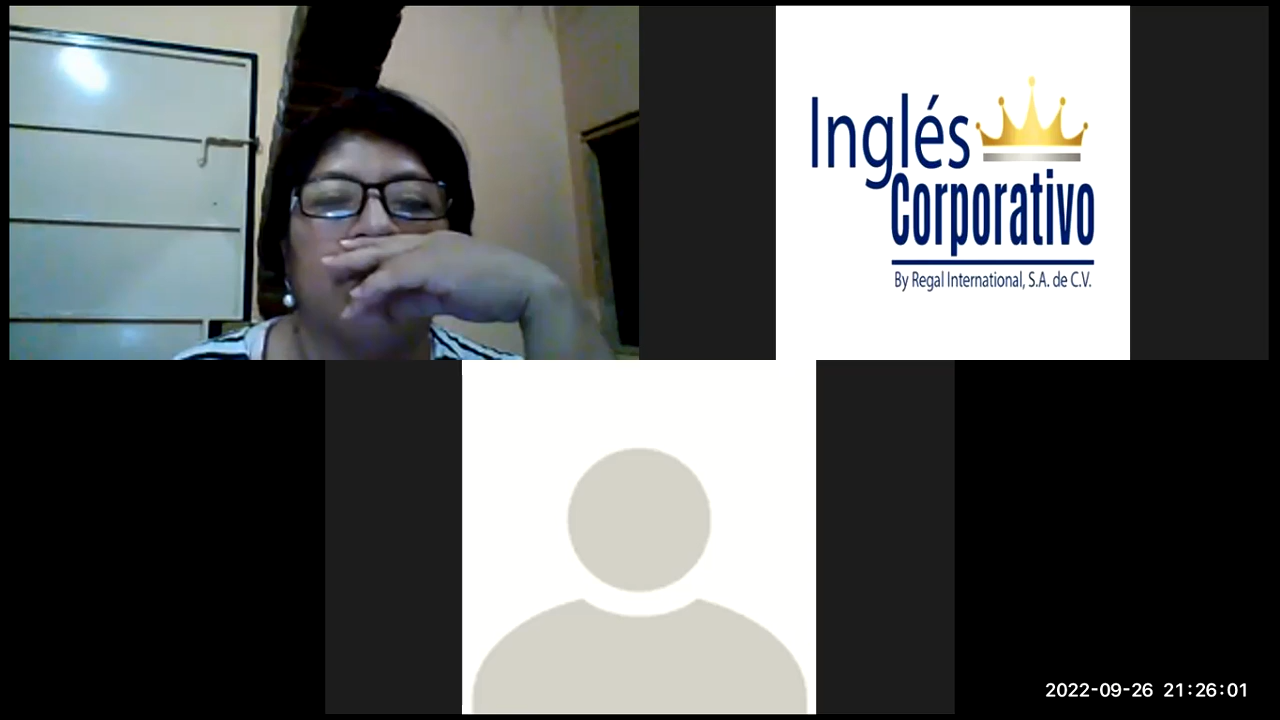 Inglés
Corporativo
By Regal International, S.A. de C.V.
2022-09-26 21:26:01